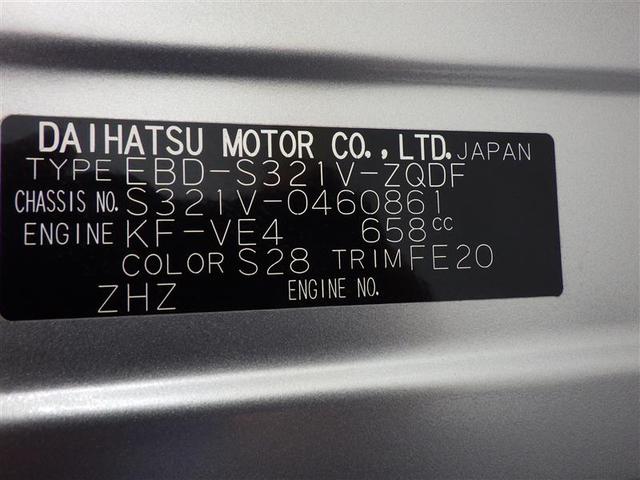 DAIHATSU MOTOR CO.,LTD. JAPAN
TYPE EBD-S321V-ZQDF
CHASSIS NO. S321V-0460861
ENGINE KF-VE4 658cc
COLOR S28 TRIM FE20
ZHZ ENGINE NO.